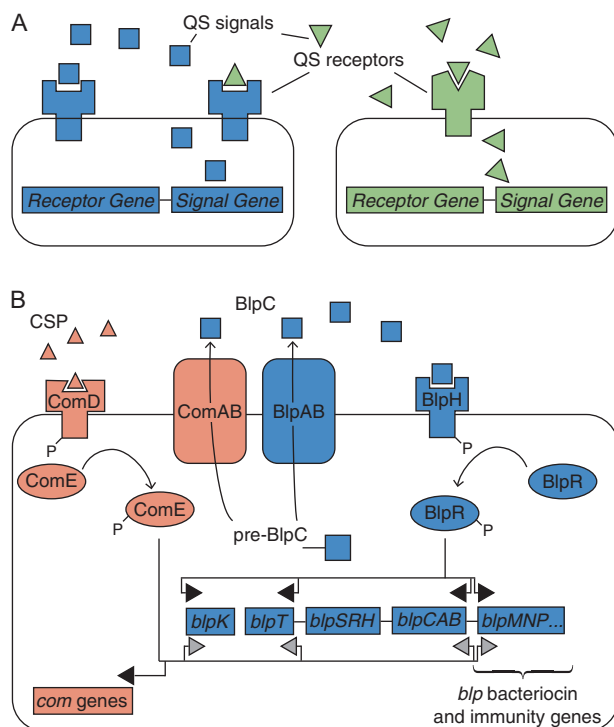 A
QS signals
QS receptors
Receptor Gene
Signal Gene
Receptor Gene
Signal Gene
B
BlpC
CSP
ComD
ComAB
BlpAB
BlpH
P
P
ComE
BlpR
ComE
BlpR
P
P
pre-BlpC
blpK
blpT
blpSRH
blpCAB
blpMNP...
com genes
blp bacteriocin
and immunity genes